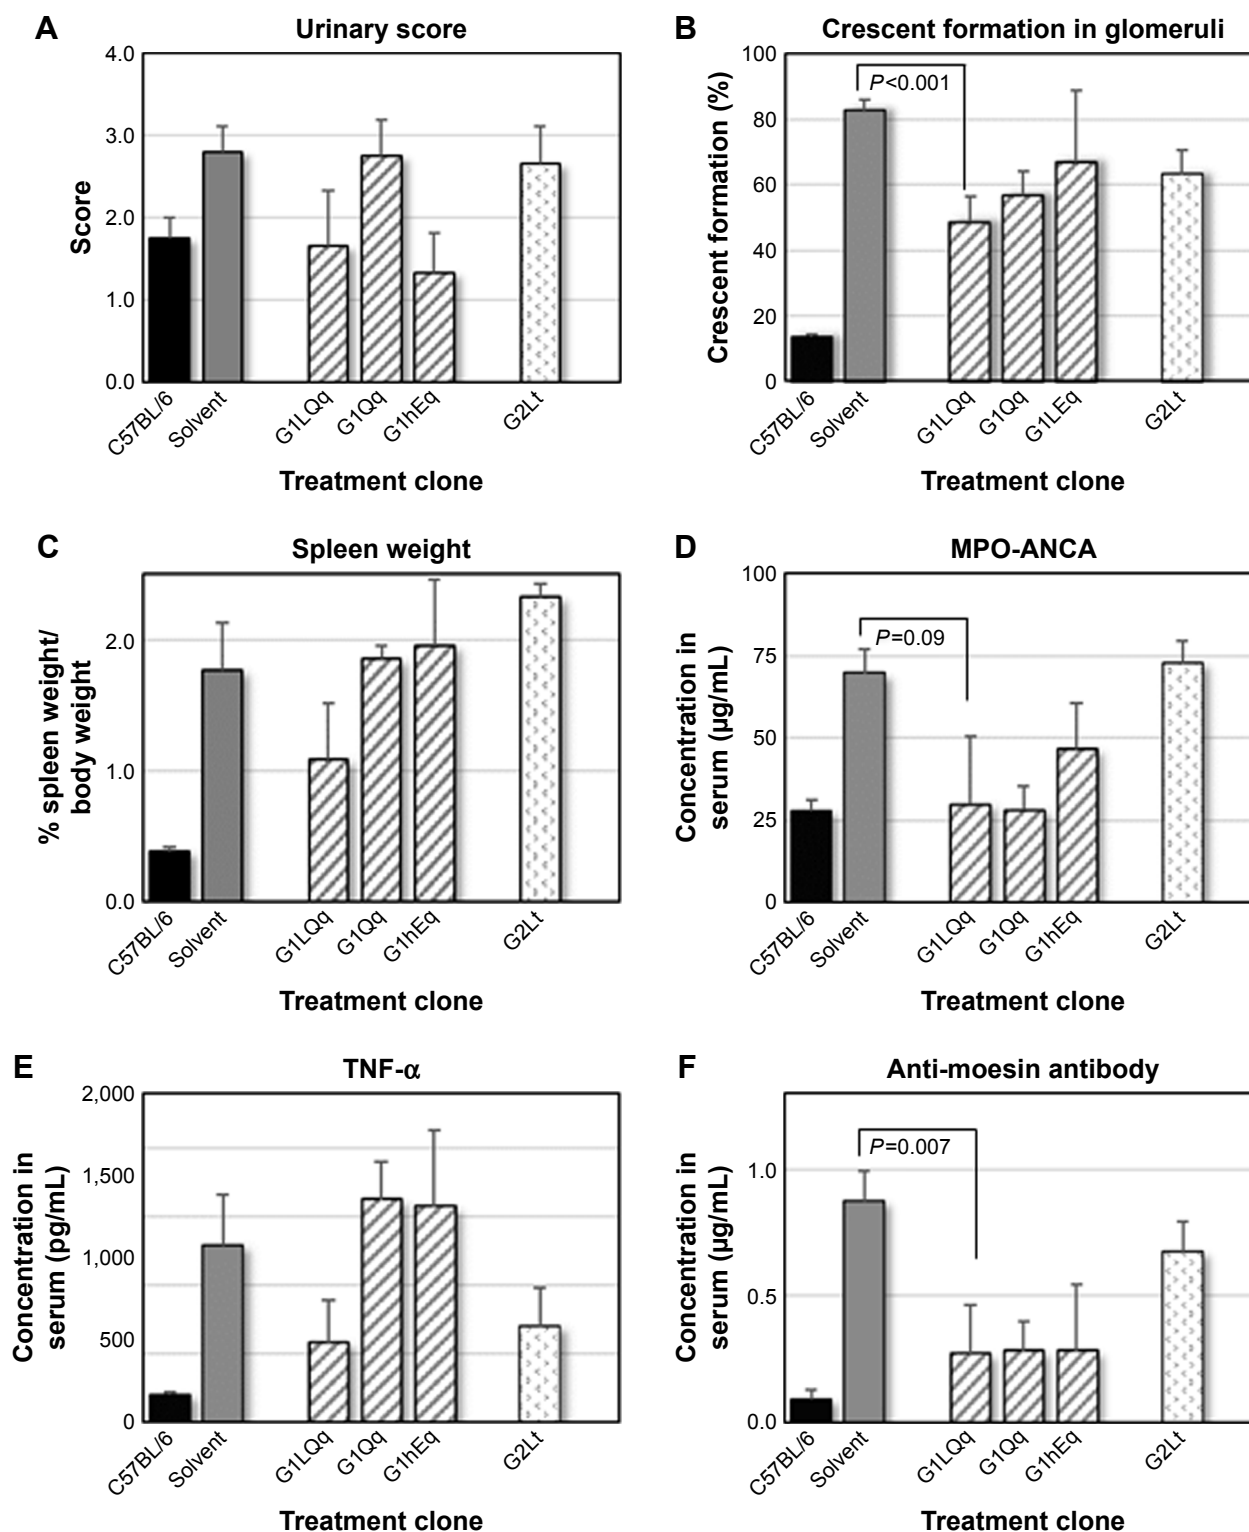 A
Urinary score
4.0
3.0
2.0
1.0
0.0
Score
C57BL/6
Solvent
G1LQq
G1Qq
G1hEq
G2Lt
Treatment clone
B
Crescent formation in glomeruli
100
80
60
40
20
0
Crescent formation (%)
P<0.001
C57BL/6
Solvent
G1LQq
G1Qq
G1LEq
G2Lt
Treatment clone
C
Spleen weight
2.0
1.0
0.0
% spleen weight/
body weight
C57BL/6
Solvent
G1LQq
G1Qq
G1hEq
G2Lt
Treatment clone
D
MPO-ANCA
100
75
50
25
0
Concentration in
serum (µg/mL)
P=0.09
C57BL/6
Solvent
G1LQq
G1Qq
G1hEq
G2Lt
Treatment clone
E
TNF-α
2,000
1,500
1,000
500
0
Concentration in
serum (pg/mL)
C57BL/6
Solvent
G1LQq
G1Qq
G1hEq
G2Lt
Treatment clone
F
Anti-moesin antibody
1.0
0.5
0.0
Concentration in
serum (µg/mL)
P=0.007
C57BL/6
Solvent
G1LQq
G1Qq
G1hEq
G2Lt
Treatment clone